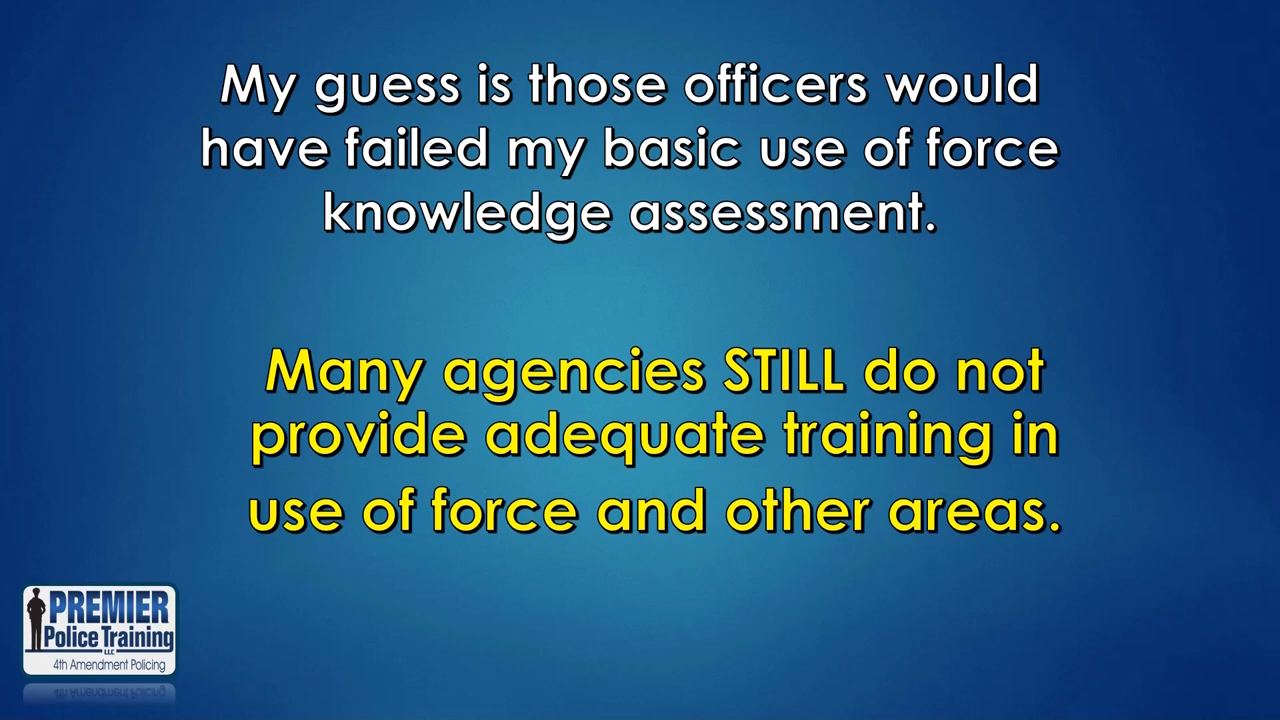 My guess is those officers would
have failed my basic use of force
knowledge assessment.
Many agencies STILL do not
provide adequate training in
use of force and other areas.
PREMIER
Police Training
LLC
4th Amendment Policing